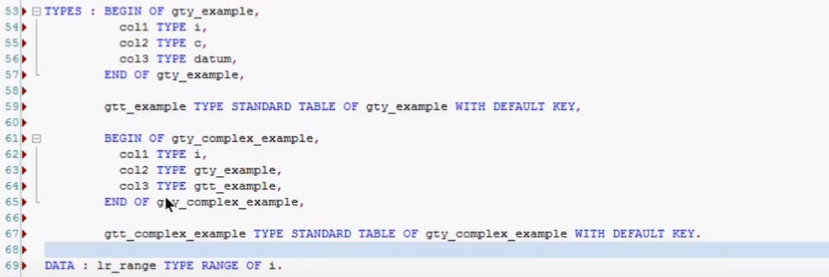 53 TYPES : BEGIN OF gty_example,
54 col1 TYPE i,
55 col2 TYPE c,
56 col3 TYPE datum,
57 END OF gty_example,
58
59 gtt_example TYPE STANDARD TABLE OF gty_example WITH DEFAULT KEY,
60
61 BEGIN OF gty_complex_example,
62 col1 TYPE i,
63 col2 TYPE gty_example,
64 col3 TYPE gtt_example,
65 END OF gty_complex_example,
66
67 gtt_complex_example TYPE STANDARD TABLE OF gty_complex_example WITH DEFAULT KEY.
68
69 DATA : lr_range TYPE RANGE OF i.